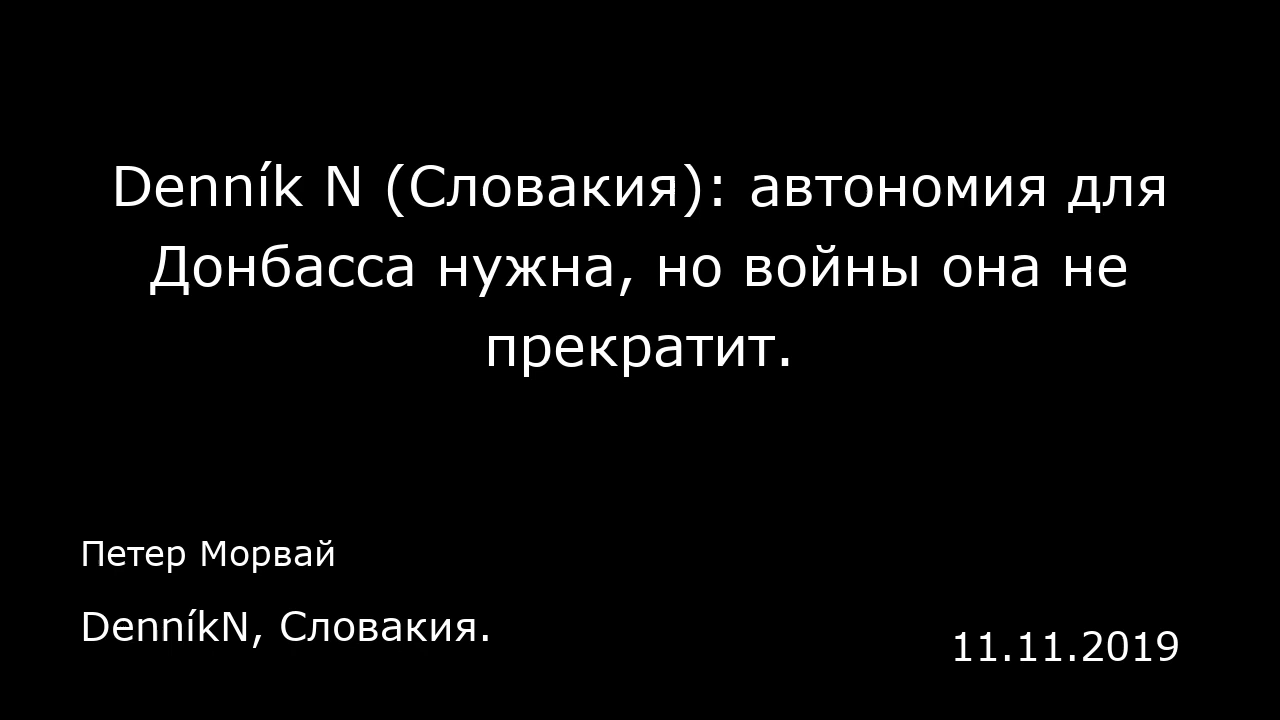 Denník N (Словакия): автономия для
Донбасса нужна, но войны она не
прекратит.
Петер Морвай
DenníkN, Словакия.
11.11.2019